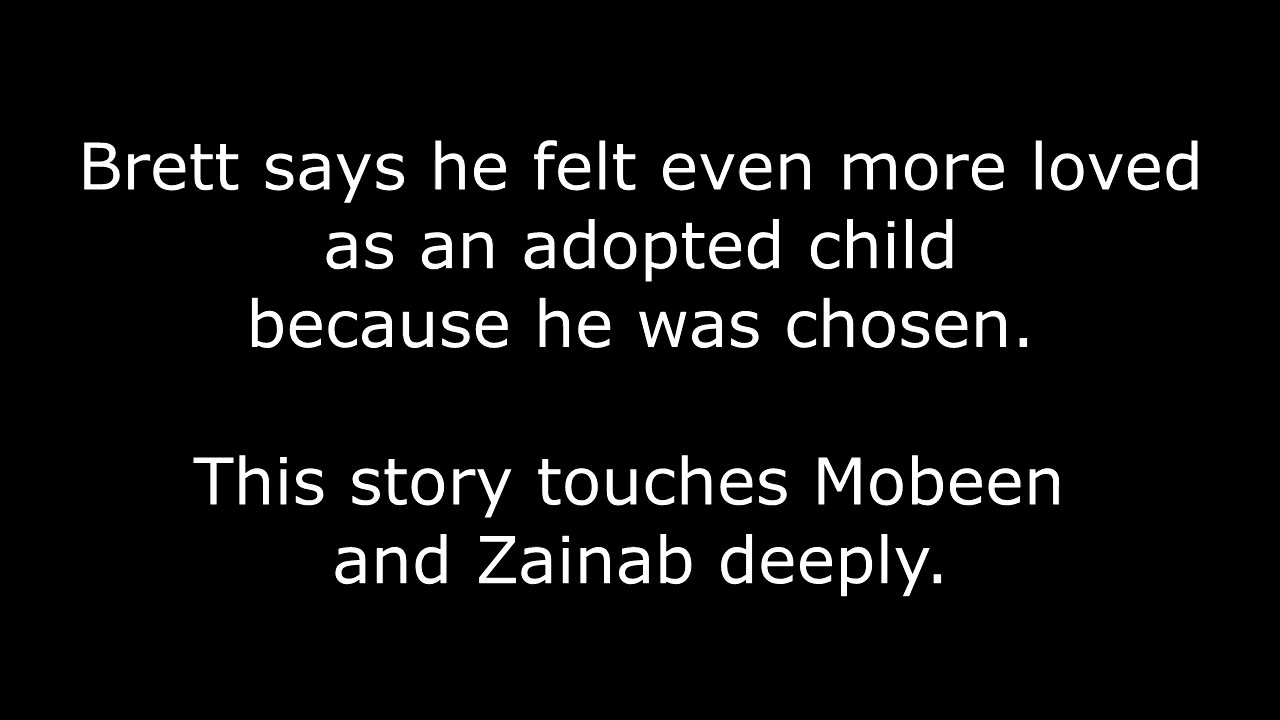 Brett says he felt even more loved
as an adopted child
because he was chosen.
This story touches Mobeen
and Zainab deeply.